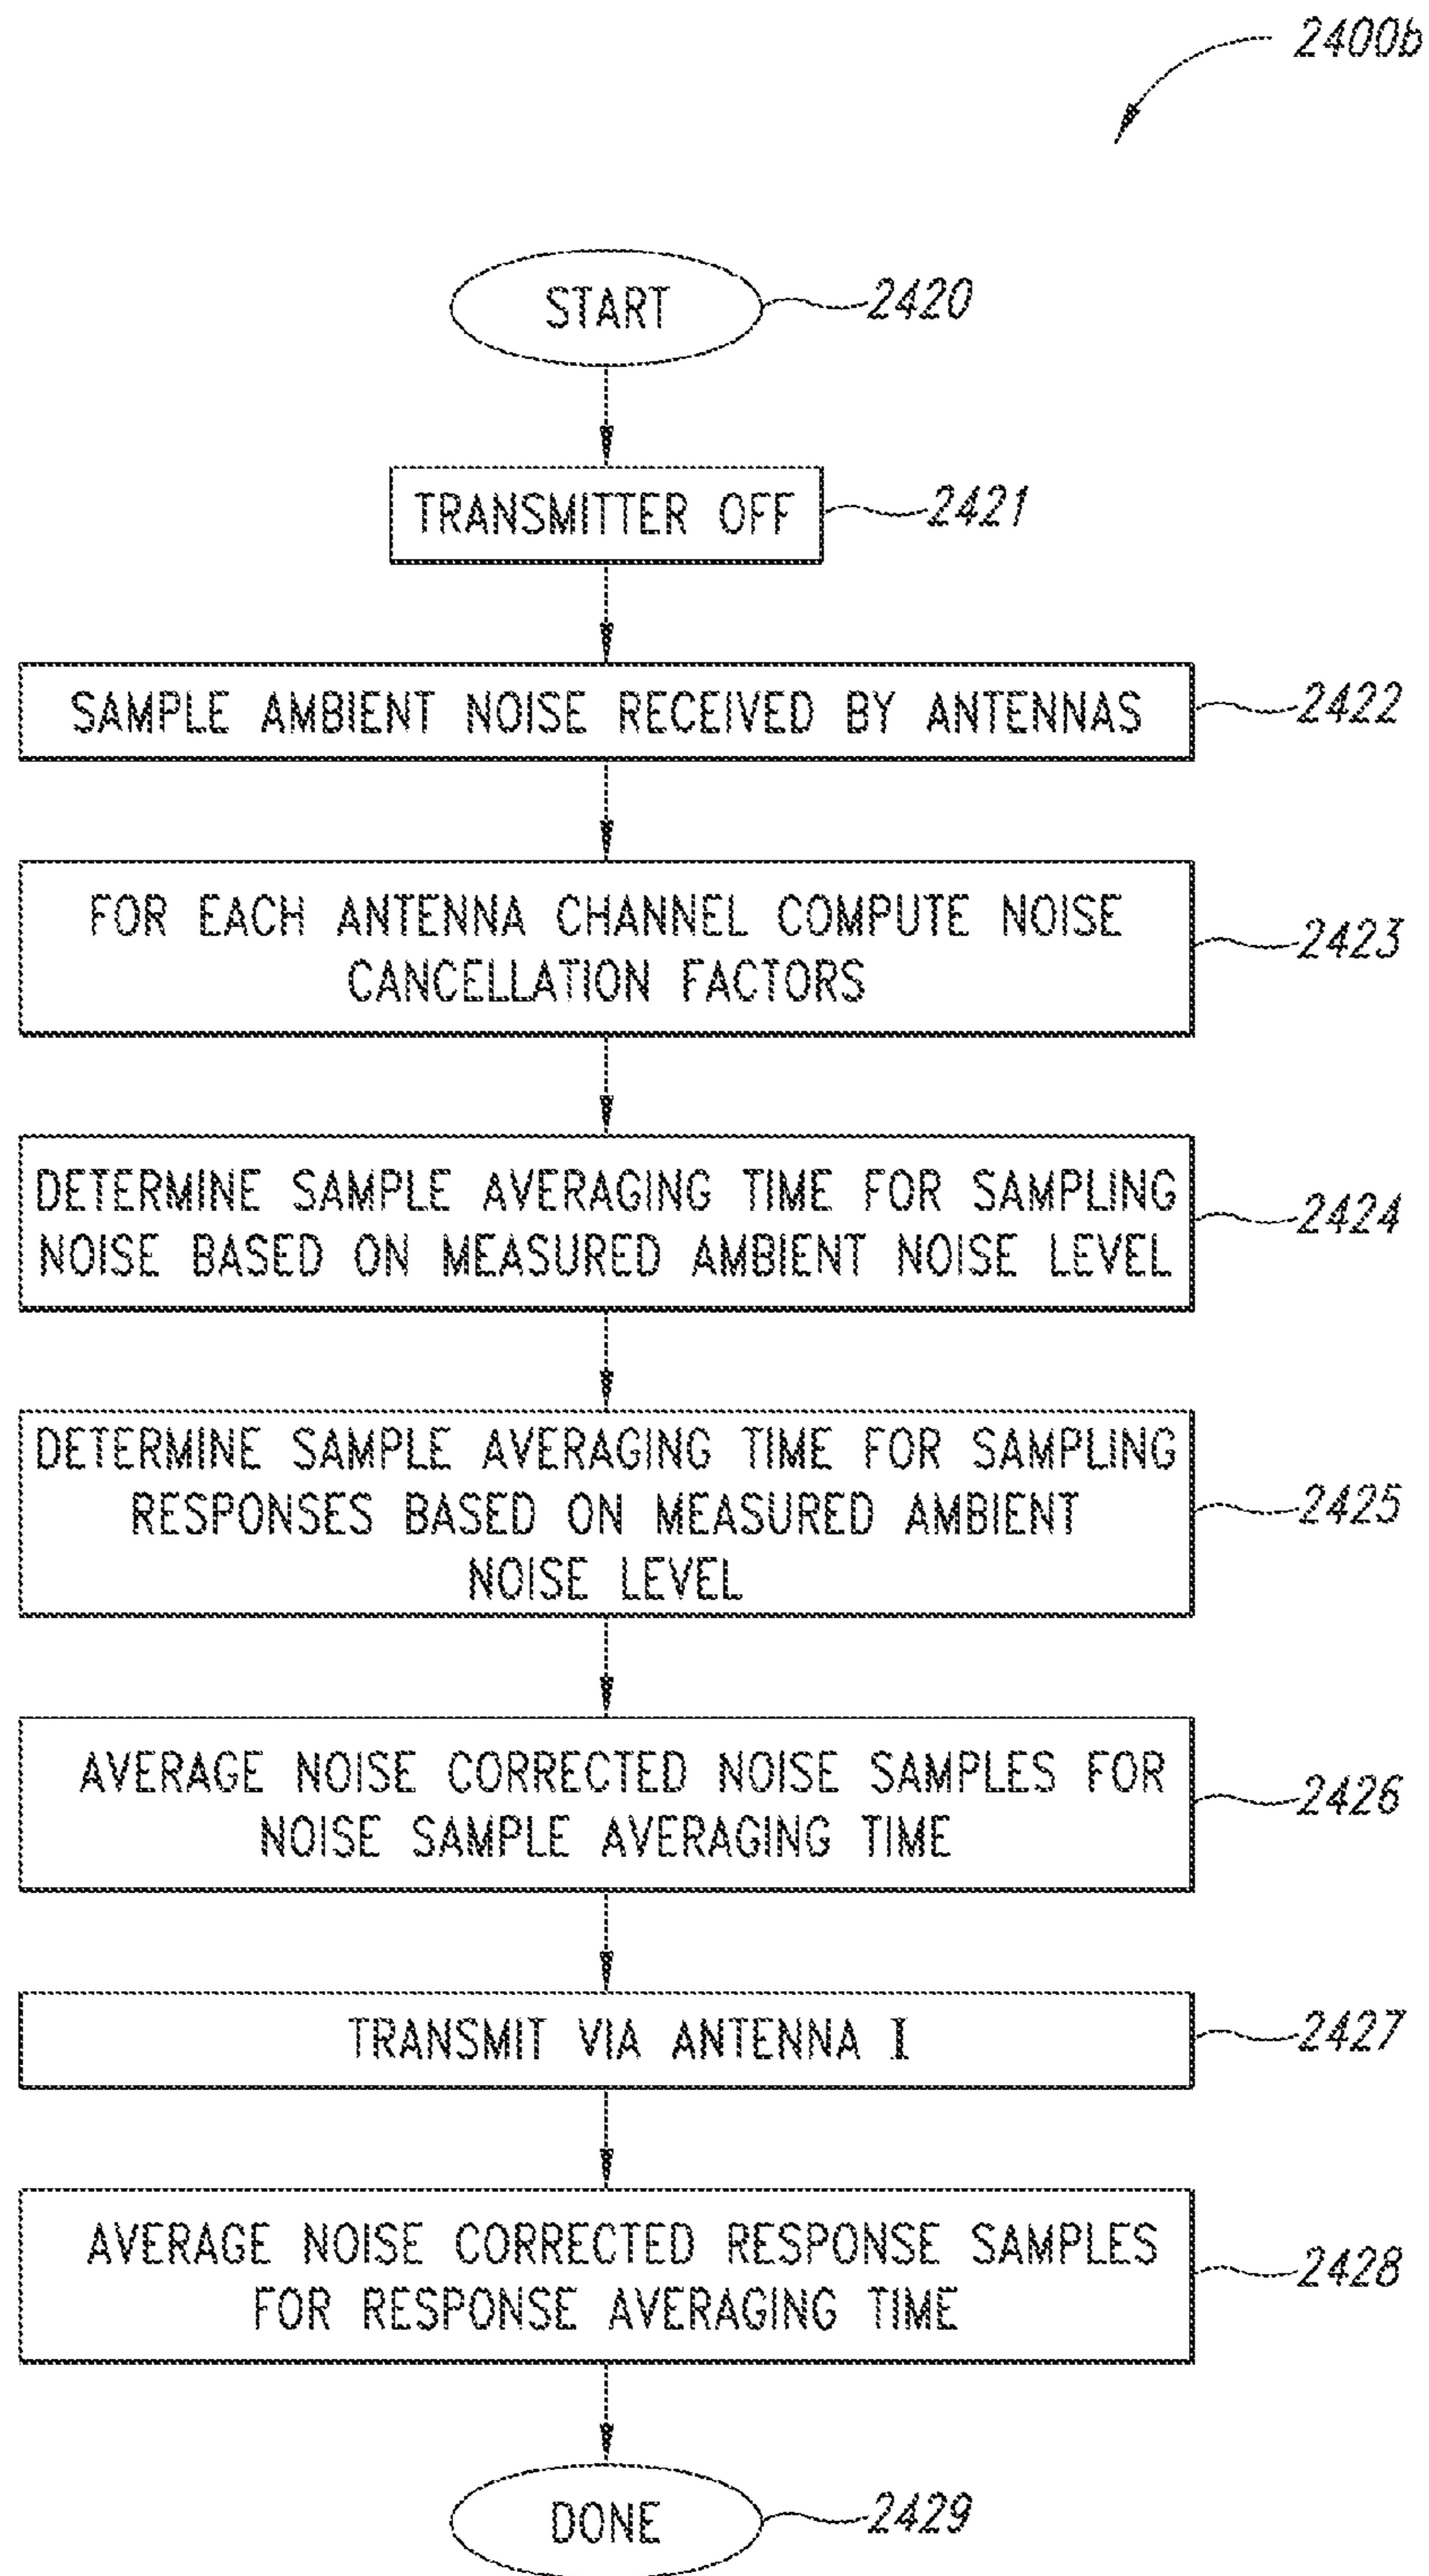 2400b
START
2420
TRANSMITTER OFF
2421
SAMPLE AMBIENT NOISE RECEIVED BY ANTENNAS
2422
FOR EACH ANTENNA CHANNEL COMPUTE NOISE
CANCELLATION FACTORS
2423
DETERMINE SAMPLE AVERAGING TIME FOR SAMPLING
NOISE BASED ON MEASURED AMBIENT NOISE LEVEL
2424
DETERMINE SAMPLE AVERAGING TIME FOR SAMPLING
RESPONSES BASED ON MEASURED AMBIENT
NOISE LEVEL
2425
AVERAGE NOISE CORRECTED NOISE SAMPLES FOR
NOISE SAMPLE AVERAGING TIME
2426
TRANSMIT VIA ANTENNA I
2427
AVERAGE NOISE CORRECTED RESPONSE SAMPLES
FOR RESPONSE AVERAGING TIME
2428
DONE
2429